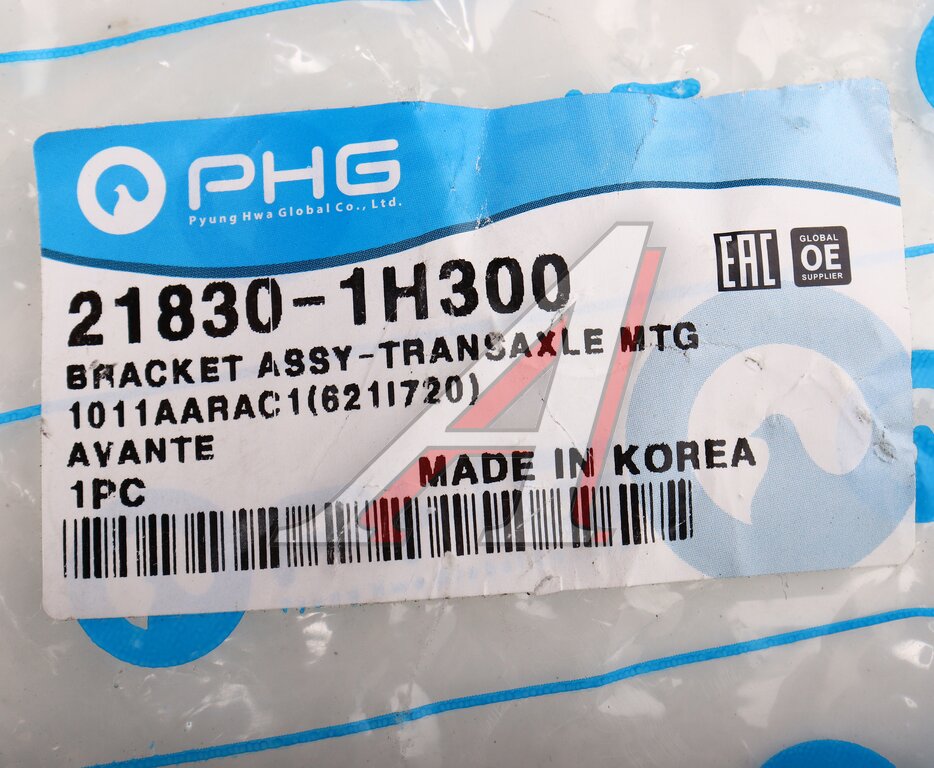 PHG
Pyung Hwa Global Co., Ltd.
EAC
GLOBAL
OE
SUPPLIER
21830-1H300
BRACKET ASSY-TRANSAXLE MTG
1011AARAC1(621I720)
AVANTE
MADE IN KOREA
1PC